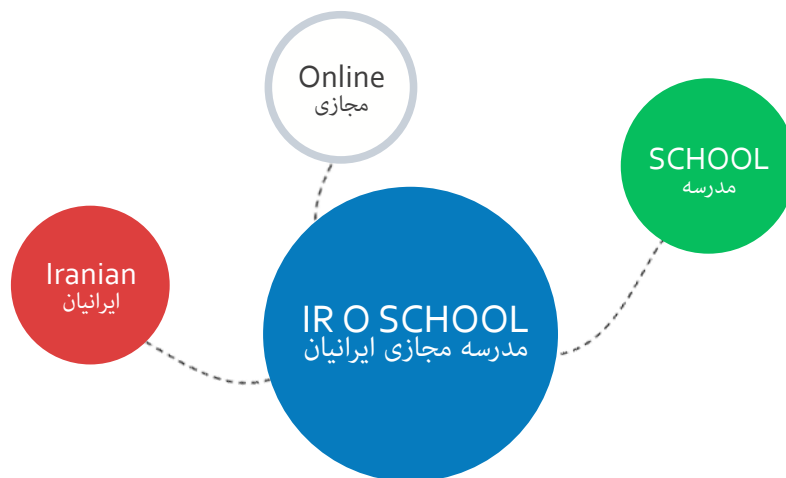 Online
مجازی
SCHOOL
مدرسه
Iranian
ایرانیان
IR O SCHOOL
مدرسه مجازی ایرانیان